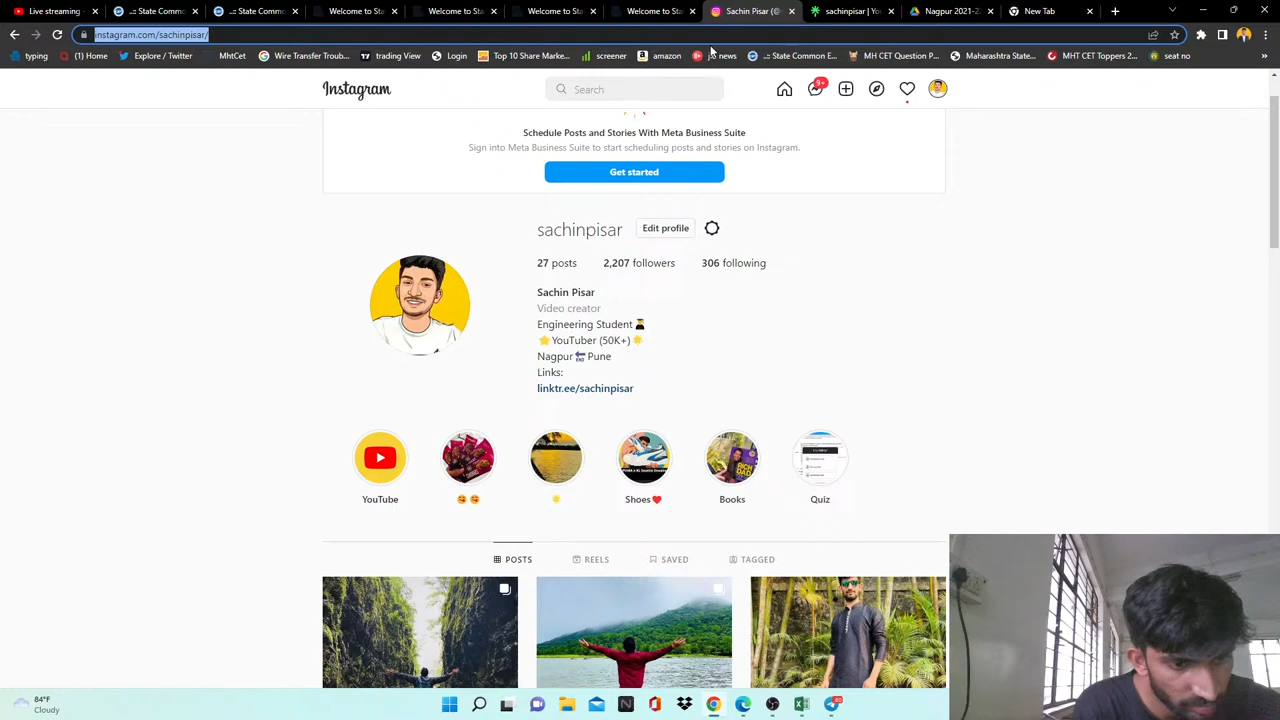 Live streaming
.:: State Commo
.:: State Commo
Welcome to Sta
Welcome to Sta
Welcome to Sta
Welcome to Sta
Sachin Pisar (@
sachinpisar | Yo
Nagpur 2021-2
New Tab
instagram.com/sachinpisar/
typing
(1) Home
Explore / Twitter
MhtCet
trading View
Login
Top 10 Share Marke...
screener
amazon
js news
.:: State Common E...
MH CET Question P...
Maharashtra State...
MHT CET Toppers 2...
seat no
Instagram
Search
9+
Schedule Posts and Stories With Meta Business Suite
Sign into Meta Business Suite to start scheduling posts and stories on Instagram.
Get started
sachinpisar
Edit profile
27 posts
2,207 followers
306 following
Sachin Pisar
Video creator
Engineering Student
YouTuber (50K+)
Nagpur END Pune
Links:
linktr.ee/sachinpisar
YouTube
Shoes
Books
Quiz
POSTS
REELS
SAVED
TAGGED
84°F
Cloudy